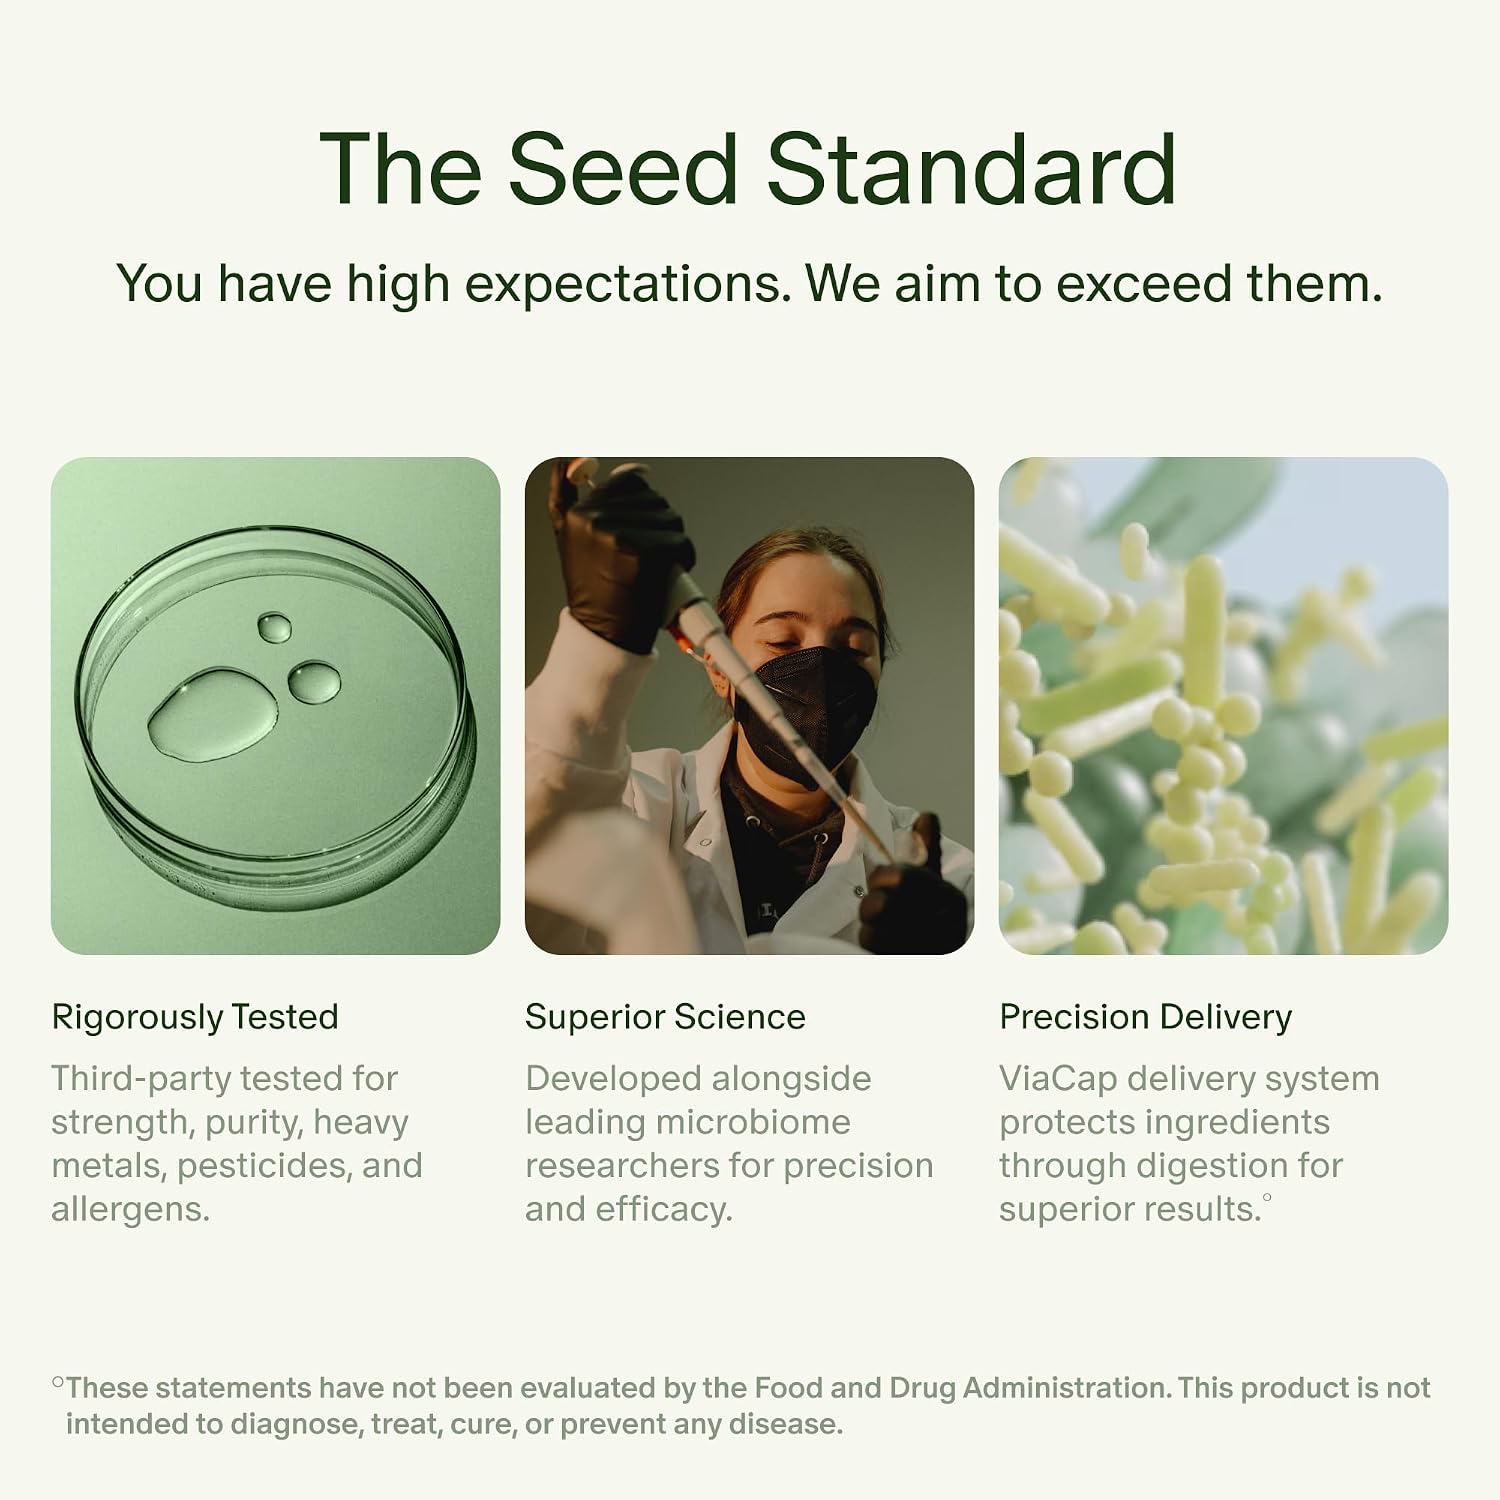 The Seed Standard
You have high expectations. We aim to exceed them.
Rigorously Tested
Third-party tested for
strength, purity, heavy
metals, pesticides, and
allergens.
Superior Science
Developed alongside
leading microbiome
researchers for precision
and efficacy.
Precision Delivery
ViaCap delivery system
protects ingredients
through digestion for
superior results.°
°These statements have not been evaluated by the Food and Drug Administration. This product is not
intended to diagnose, treat, cure, or prevent any disease.